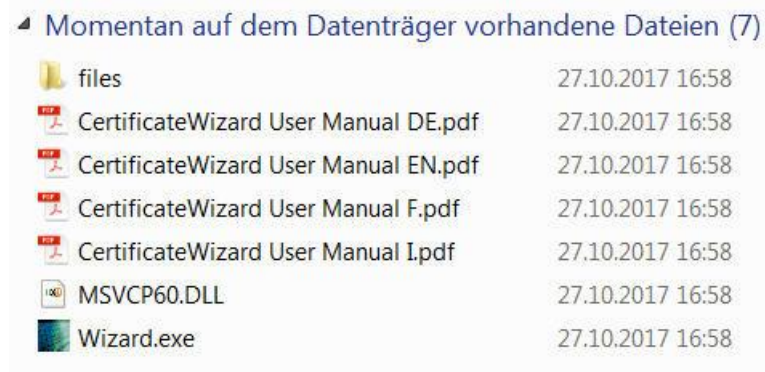 Momentan auf dem Datenträger vorhandene Dateien (7)
files 27.10.2017 16:58
CertificateWizard User Manual DE.pdf 27.10.2017 16:58
CertificateWizard User Manual EN.pdf 27.10.2017 16:58
CertificateWizard User Manual F.pdf 27.10.2017 16:58
CertificateWizard User Manual I.pdf 27.10.2017 16:58
MSVCP60.DLL 27.10.2017 16:58
Wizard.exe 27.10.2017 16:58